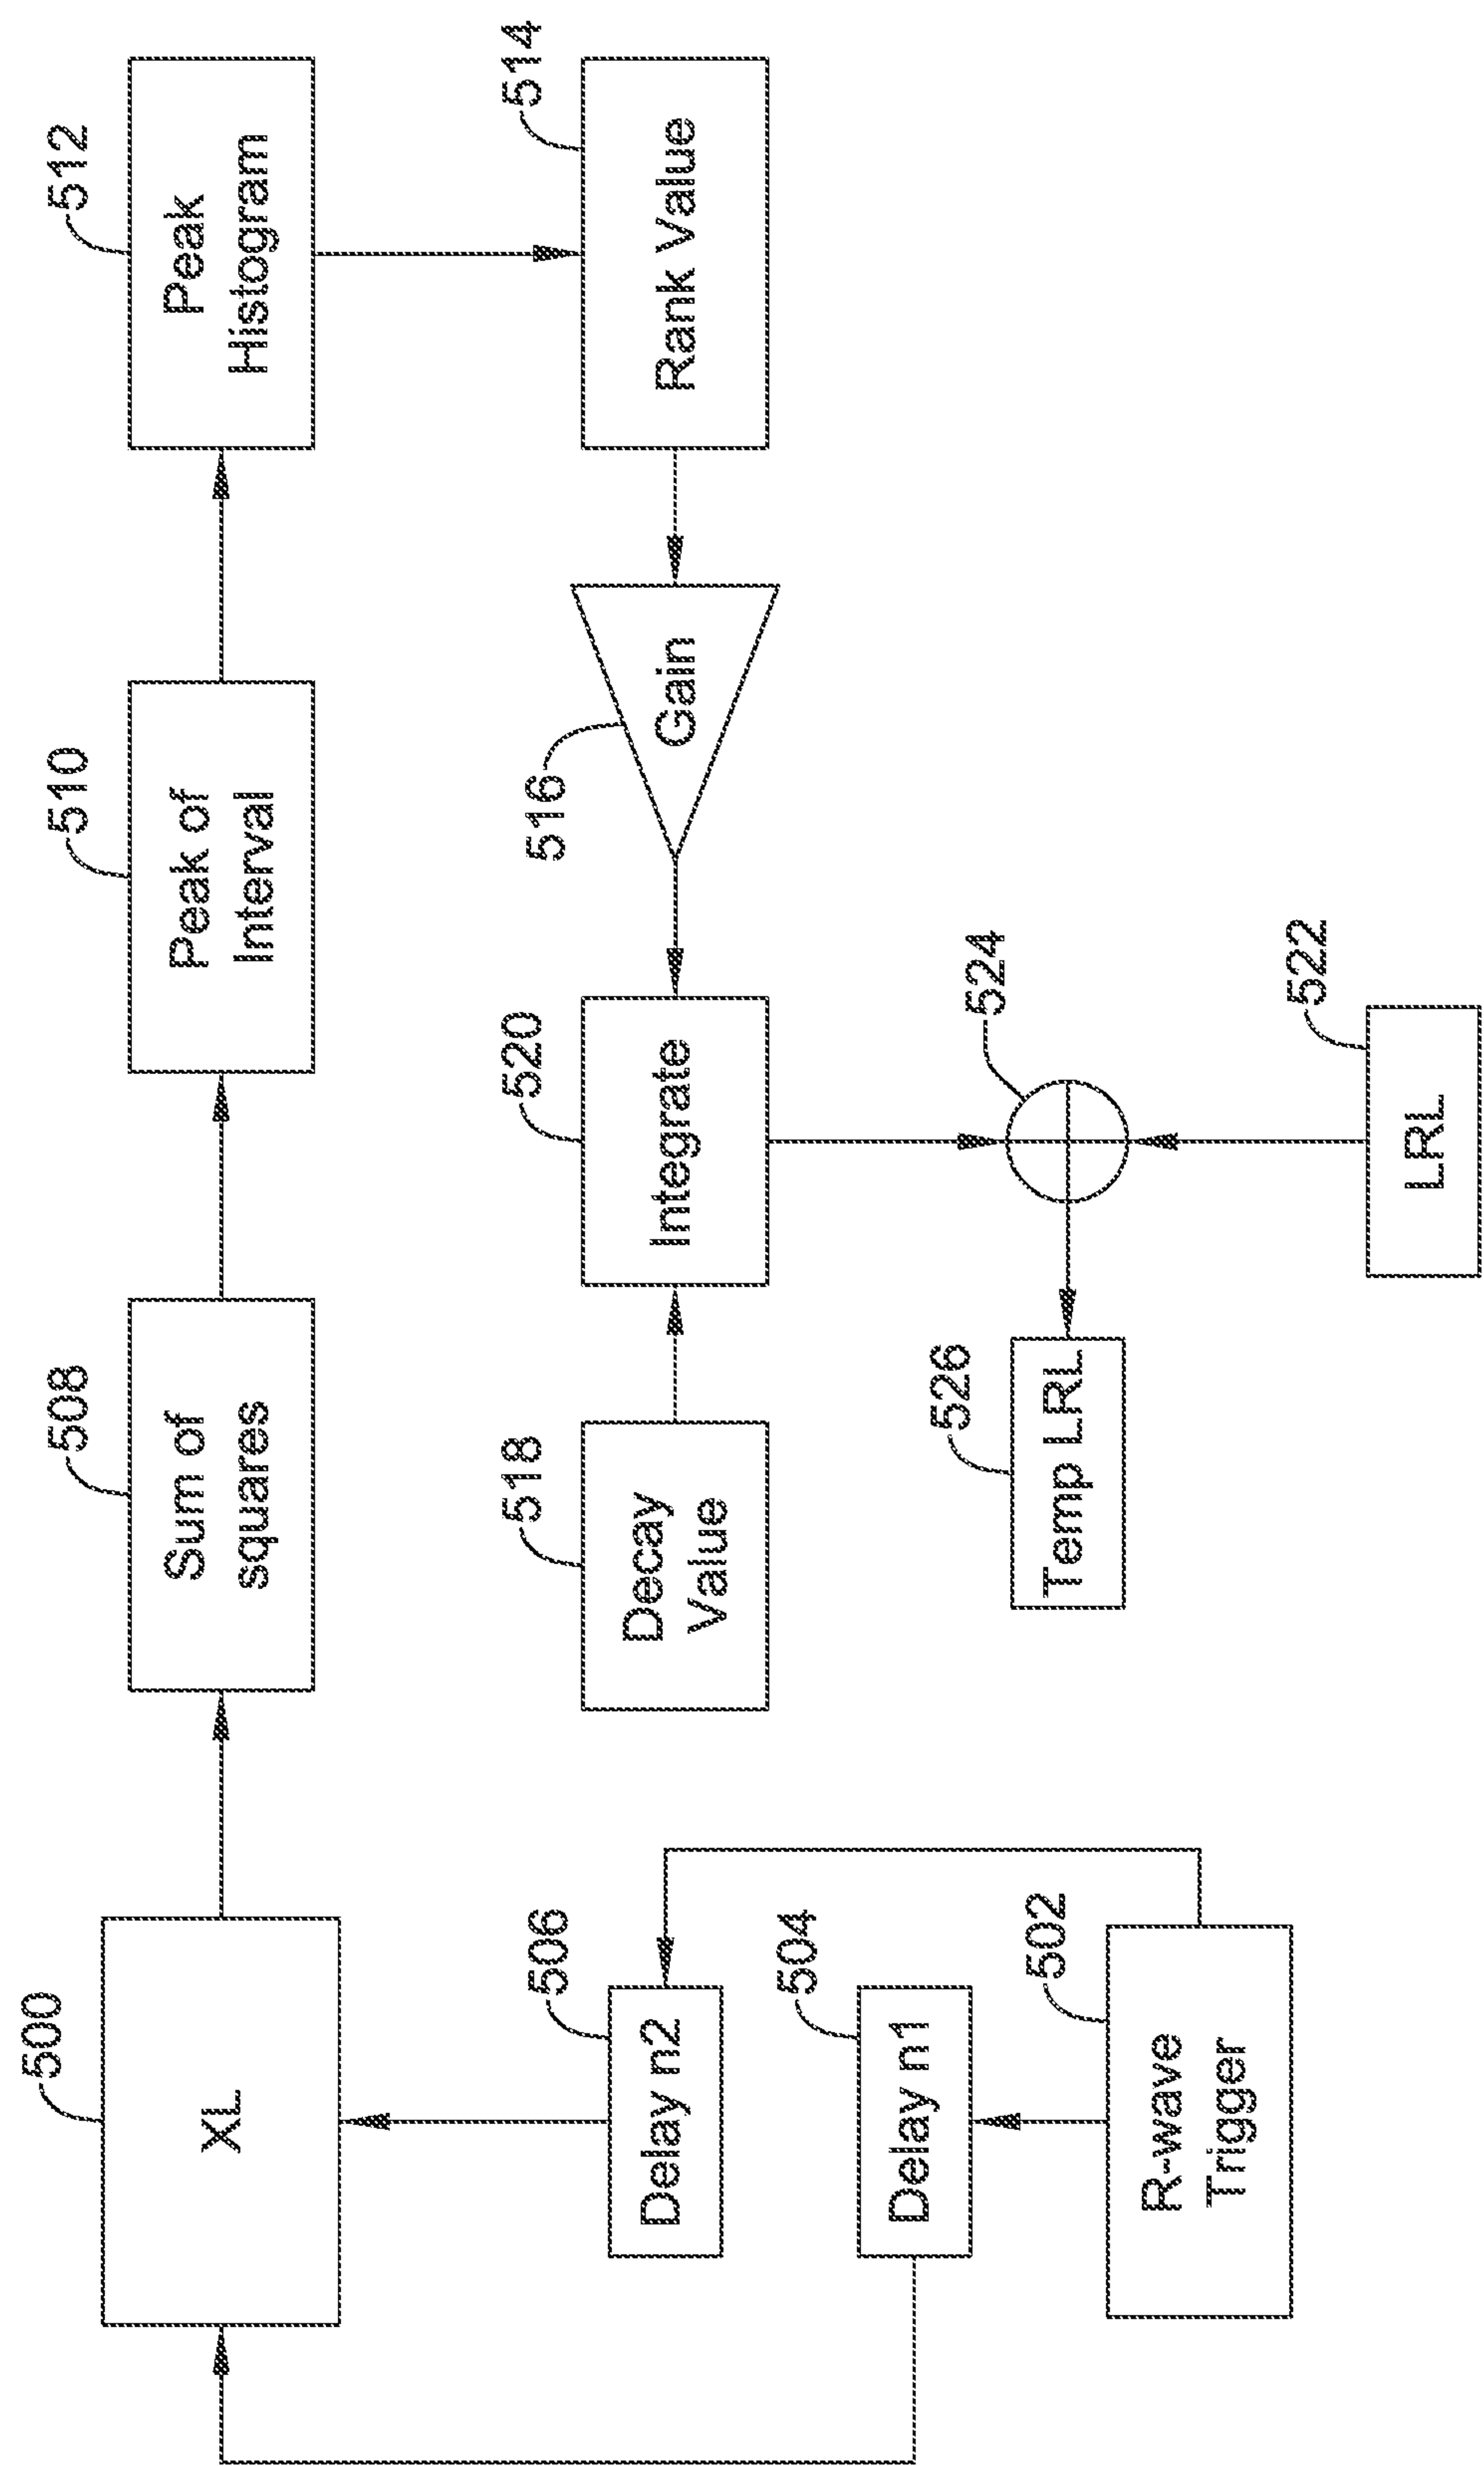 500
XL
508
Sum of
squares
510
Peak of
Interval
512
Peak
Histogram
506
Delay n2
518
Decay
Value
520
Integrate
516
Gain
514
Rank Value
504
Delay n1
502
R-wave
Trigger
526
Temp LRL
524
522
LRL